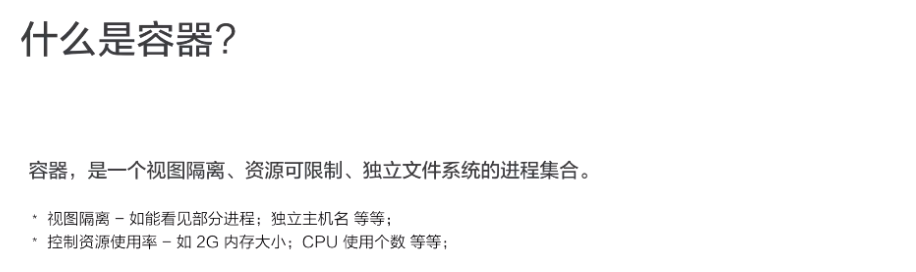 什么是容器?
容器，是一个视图隔离、资源可限制、独立文件系统的进程集合。
* 视图隔离 – 如能看见部分进程；独立主机名 等等；
* 控制资源使用率 – 如 2G 内存大小；CPU 使用个数 等等；